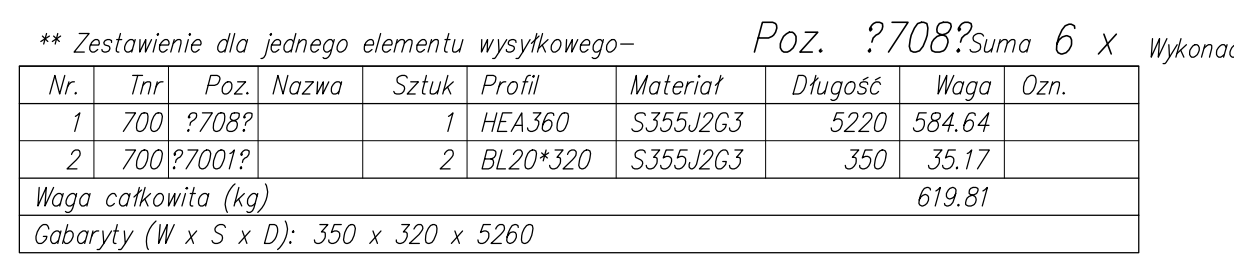 ** Zestawienie dla jednego elementu wysyłkowego- Poz. ?708? Suma 6 x Wykonać
Nr. Tnr Poz. Nazwa Sztuk Profil Materiał Długość Waga Ozn.
1 700 ?708? 1 HEA360 S355J2G3 5220 584.64
2 700 ?7001? 2 BL20*320 S355J2G3 350 35.17
Waga całkowita (kg) 619.81
Gabaryty (W x S x D): 350 x 320 x 5260